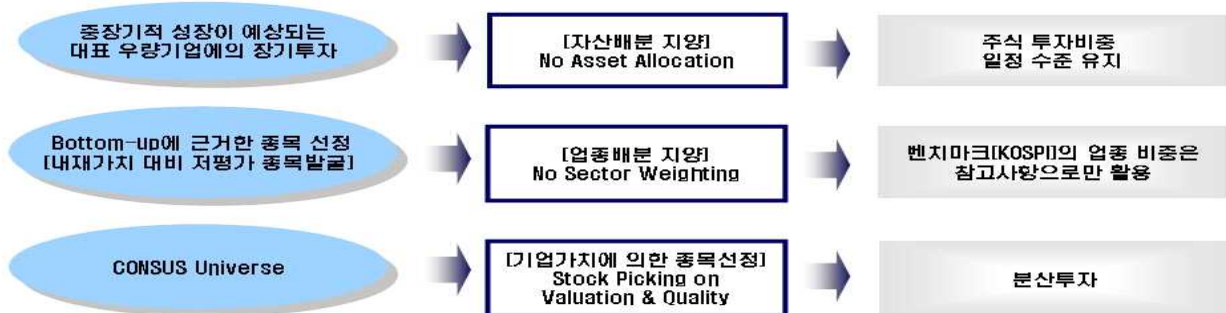 중장기적 성장이 예상되는
대표 우량기업에의 장기투자
[자산배분 지양]
No Asset Allocation
주식 투자비중
일정 수준 유지
Bottom-up에 근거한 종목 선정
[내재가치 대비 저평가 종목발굴]
[업종배분 지양]
No Sector Weighting
벤치마크[KOSPI]의 업종 비중은
참고사항으로만 활용
CONSUS Universe
[기업가치에 의한 종목선정]
Stock Picking on
Valuation & Quality
분산투자